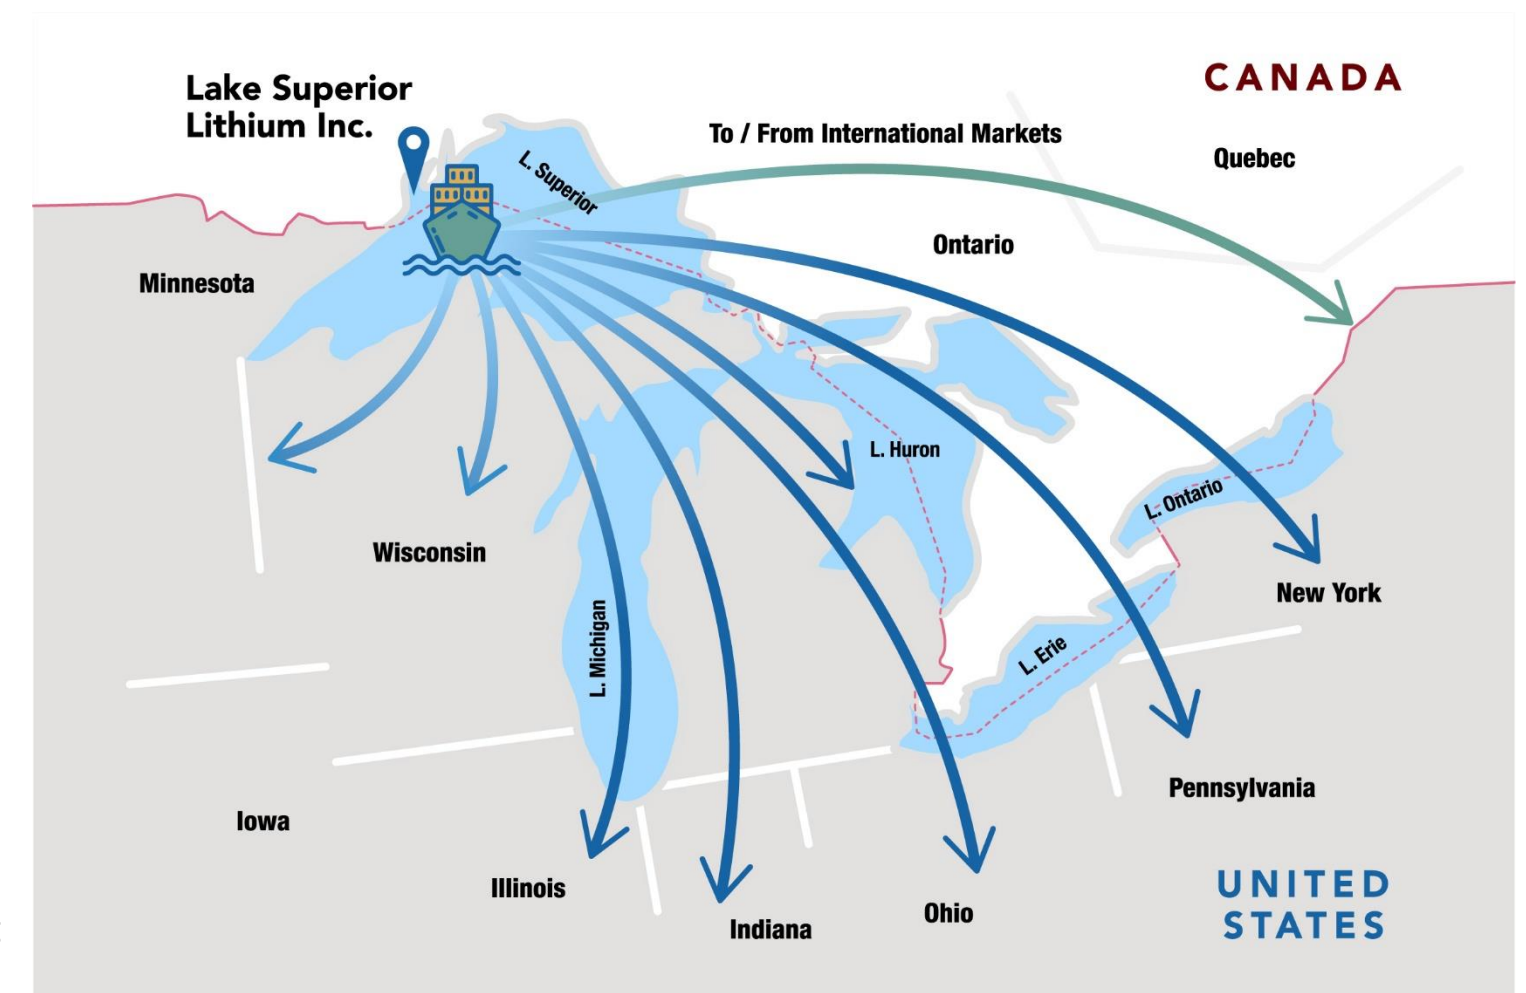 Lake Superior
Lithium Inc.
CANADA
To / From International Markets
Quebec
L. Superior
Ontario
Minnesota
L. Huron
L. Ontario
Wisconsin
New York
L. Michigan
L. Erie
Pennsylvania
Iowa
Illinois
UNITED
STATES
Ohio
Indiana